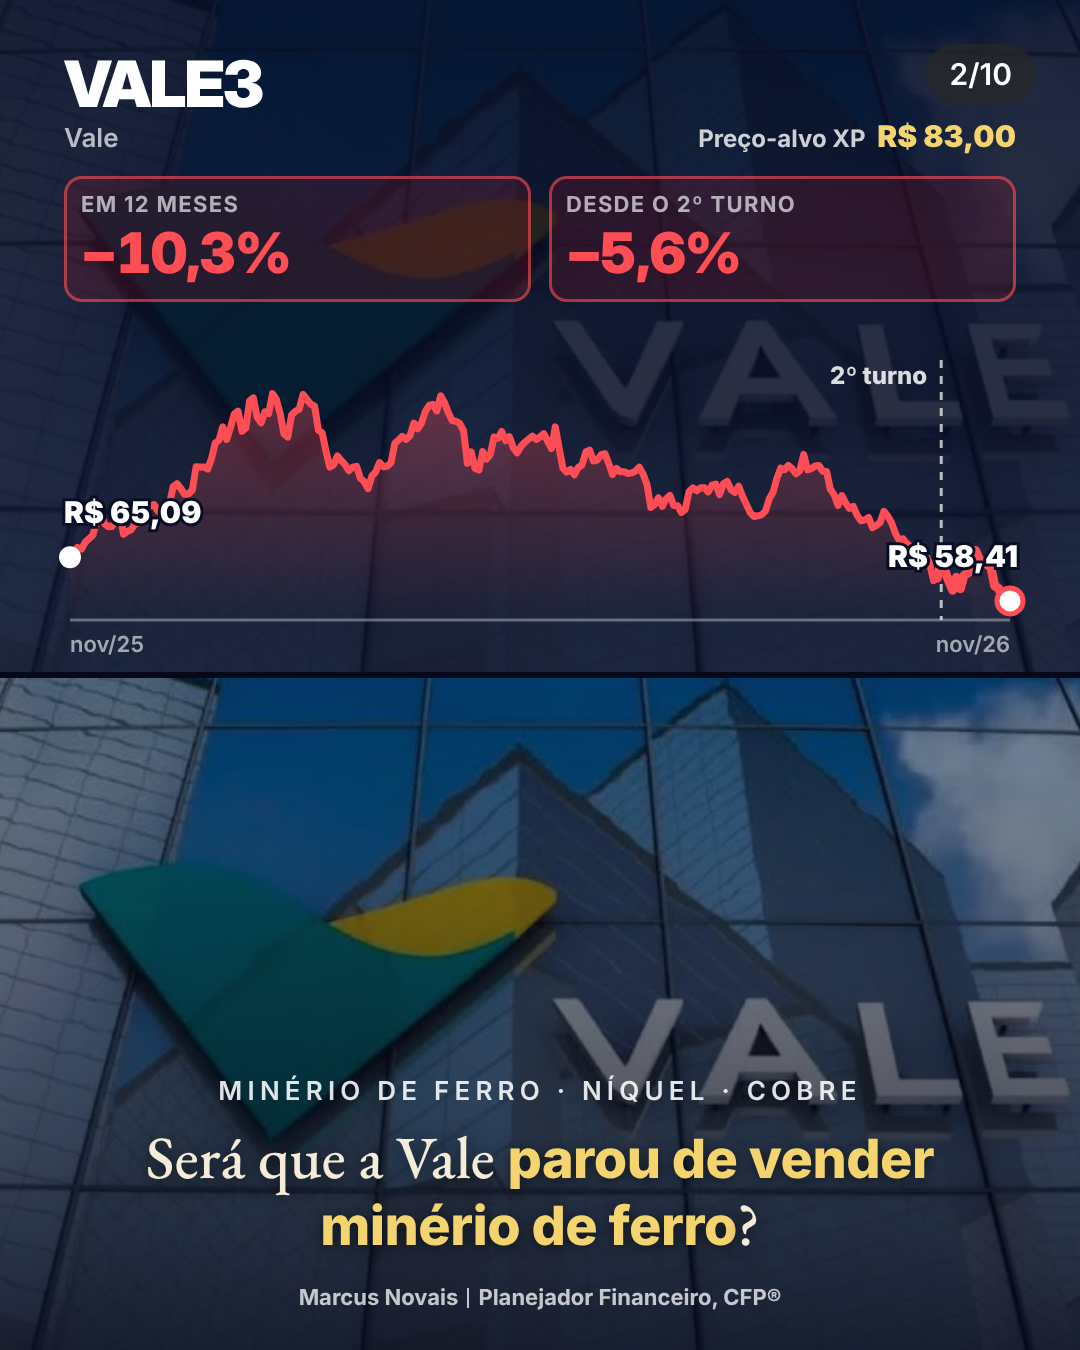 VALE3
2/10
Vale
Preço-alvo XP R$ 83,00
EM 12 MESES
−10,3%
DESDE O 2º TURNO
−5,6%
VALE
2º turno
R$ 65,09
R$ 58,41
nov/25
nov/26
VALE
MINÉRIO DE FERRO · NÍQUEL · COBRE
Será que a Vale parou de vender
minério de ferro?
Marcus Novais | Planejador Financeiro, CFP®